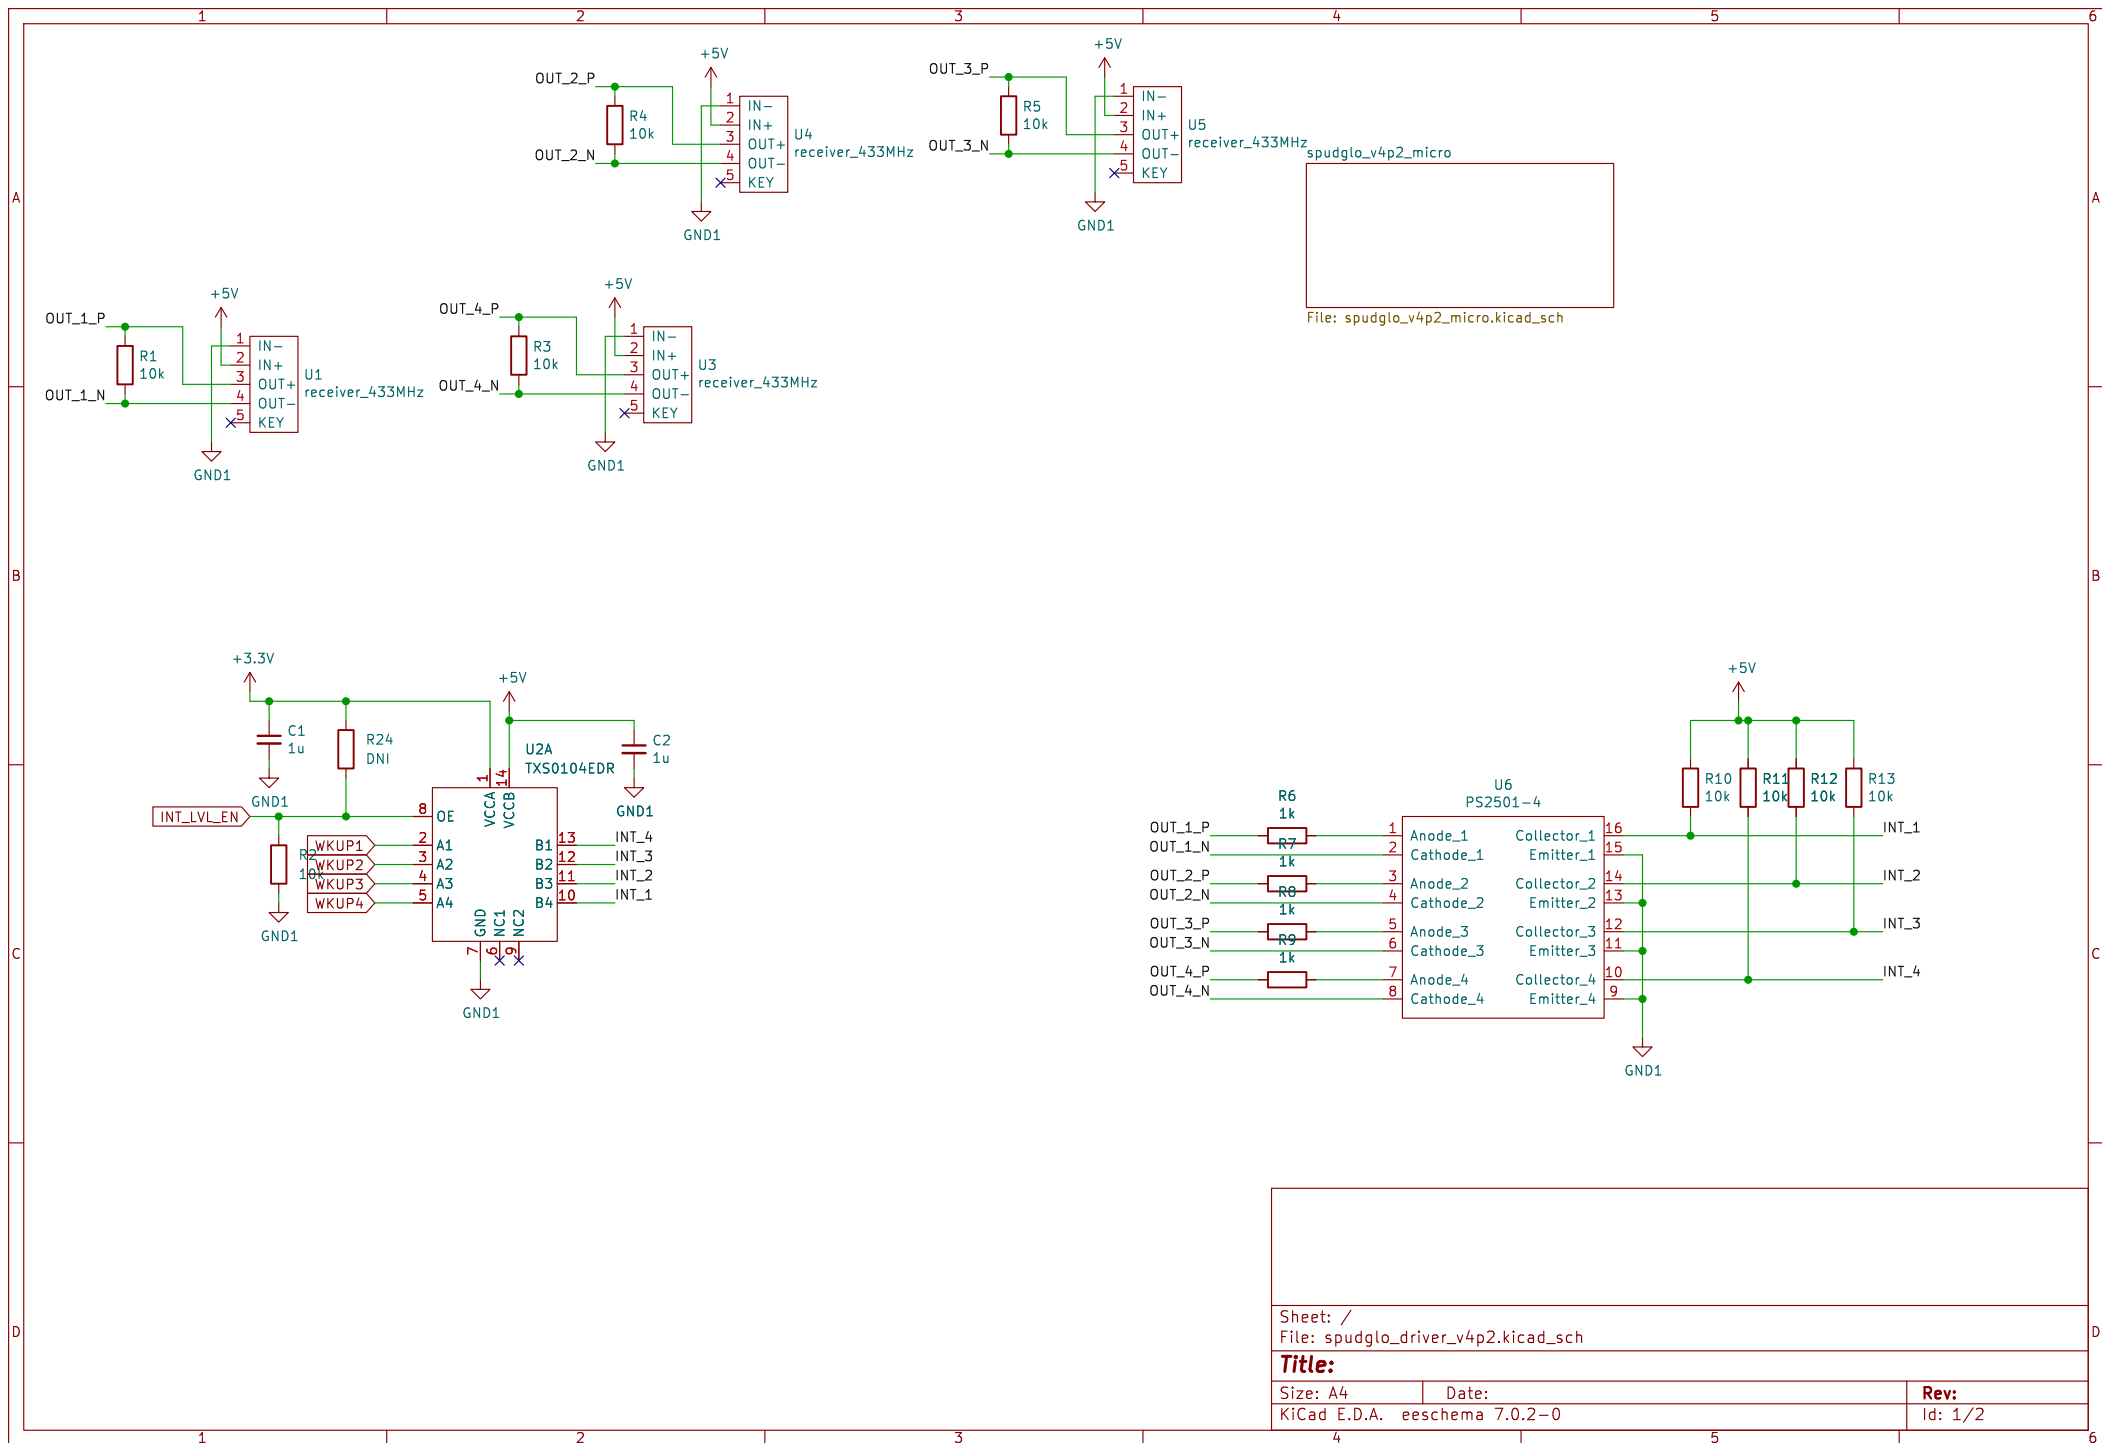 1 2 3 4 5 6
A
B
C
D
A
B
C
D
1 2 3 4 5 6
+5V
OUT_2_P
OUT_2_N
R4
10k
1 IN-
2 IN+
3 OUT+
4 OUT-
5 KEY
U4
receiver_433MHz
GND1
+5V
OUT_3_P
OUT_3_N
R5
10k
1 IN-
2 IN+
3 OUT+
4 OUT-
5 KEY
U5
receiver_433MHz
GND1
spudglo_v4p2_micro
File: spudglo_v4p2_micro.kicad_sch
+5V
OUT_1_P
OUT_1_N
R1
10k
1 IN-
2 IN+
3 OUT+
4 OUT-
5 KEY
U1
receiver_433MHz
GND1
+5V
OUT_4_P
OUT_4_N
R3
10k
1 IN-
2 IN+
3 OUT+
4 OUT-
5 KEY
U3
receiver_433MHz
GND1
+3.3V
C1
1u
GND1
R24
DNI
+5V
C2
1u
GND1
U2A
TXS0104EDR
INT_LVL_EN
R2
10k
GND1
WKUP1
WKUP2
WKUP3
WKUP4
1 VCCA
14 VCCB
8 OE
2 A1
3 A2
4 A3
5 A4
B1 13 INT_4
B2 12 INT_3
B3 11 INT_2
B4 10 INT_1
GND 7
NC1 6
NC2 9
GND1
+5V
R10
10k
R11
10k
R12
10k
R13
10k
U6
PS2501-4
R6
1k
R7
1k
R8
1k
R9
1k
OUT_1_P
OUT_1_N
OUT_2_P
OUT_2_N
OUT_3_P
OUT_3_N
OUT_4_P
OUT_4_N
1 Anode_1
2 Cathode_1
3 Anode_2
4 Cathode_2
5 Anode_3
6 Cathode_3
7 Anode_4
8 Cathode_4
Collector_1 16
Emitter_1 15
Collector_2 14
Emitter_2 13
Collector_3 12
Emitter_3 11
Collector_4 10
Emitter_4 9
INT_1
INT_2
INT_3
INT_4
GND1
Sheet: /
File: spudglo_driver_v4p2.kicad_sch
Title:
Size: A4 Date: Rev:
KiCad E.D.A. eeschema 7.0.2-0 Id: 1/2